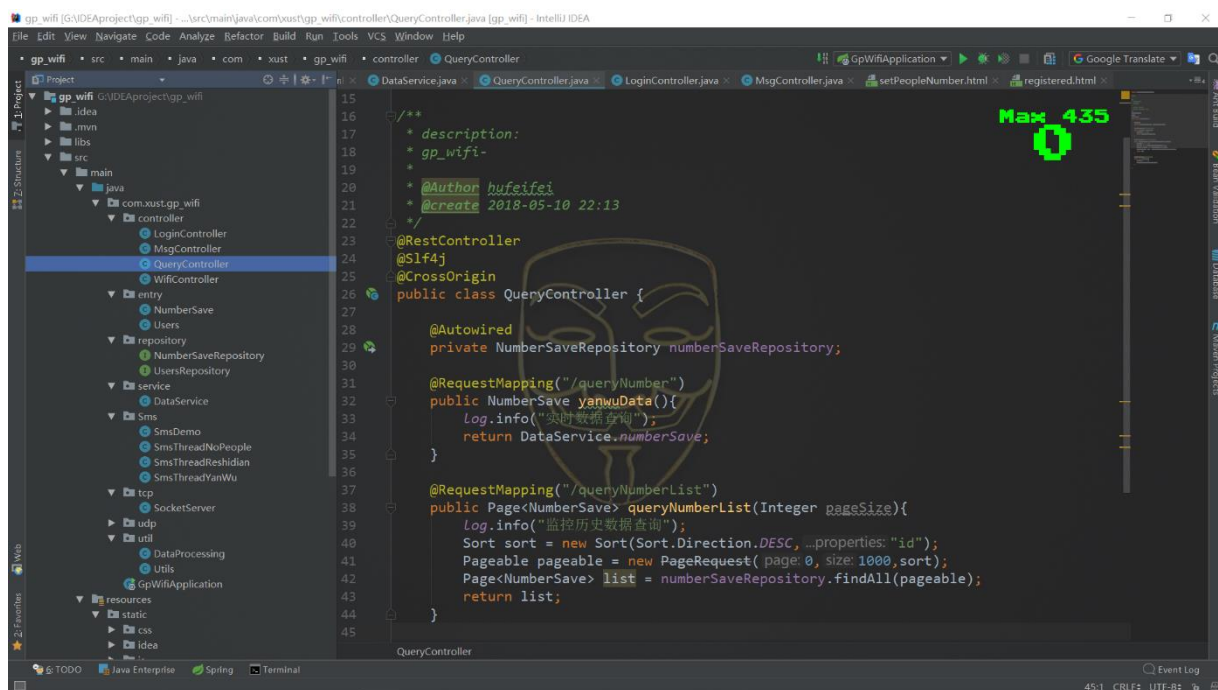 gp_wifi [G:\IDEAproject\gp_wifi] - ...\src\main\java\com\xust\gp_wifi\controller\QueryController.java [gp_wifi] - IntelliJ IDEA
File Edit View Navigate Code Analyze Refactor Build Run Tools VCS Window Help
gp_wifi src main java com xust gp_wifi controller QueryController GpWifiApplication Google Translate
Project DataService.java QueryController.java LoginController.java MsgController.java setPeopleNumber.html registered.html
1: Project
Z: Structure
Web
2: Favorites
gp_wifi G:\IDEAproject\gp_wifi
.idea
.mvn
libs
src
main
java
com.xust.gp_wifi
controller
LoginController
MsgController
QueryController
WifiController
entry
NumberSave
Users
repository
NumberSaveRepository
UsersRepository
service
DataService
Sms
SmsDemo
SmsThreadNoPeople
SmsThreadReshidian
SmsThreadYanWu
tcp
SocketServer
udp
util
DataProcessing
Utils
GpWifiApplication
resources
static
css
idea
Max 435
0
15
16 /**
17 * description:
18 * gp_wifi-
19 *
20 * @Author hufeifei
21 * @create 2018-05-10 22:13
22 */
23 @RestController
24 @Slf4j
25 @CrossOrigin
26 public class QueryController {
27
28 @Autowired
29 private NumberSaveRepository numberSaveRepository;
30
31 @RequestMapping("/queryNumber")
32 public NumberSave yanwuData(){
33 log.info("实时数据查询");
34 return DataService.numberSave;
35 }
36
37 @RequestMapping("/queryNumberList")
38 public Page<NumberSave> queryNumberList(Integer pageSize){
39 log.info("监控历史数据查询");
40 Sort sort = new Sort(Sort.Direction.DESC, ...properties: "id");
41 Pageable pageable = new PageRequest( page: 0, size: 1000,sort);
42 Page<NumberSave> list = numberSaveRepository.findAll(pageable);
43 return list;
44 }
45
QueryController
Ant Build
Bean Validation
Database
Maven Projects
6: TODO Java Enterprise Spring Terminal Event Log
45:1 CRLF UTF-8